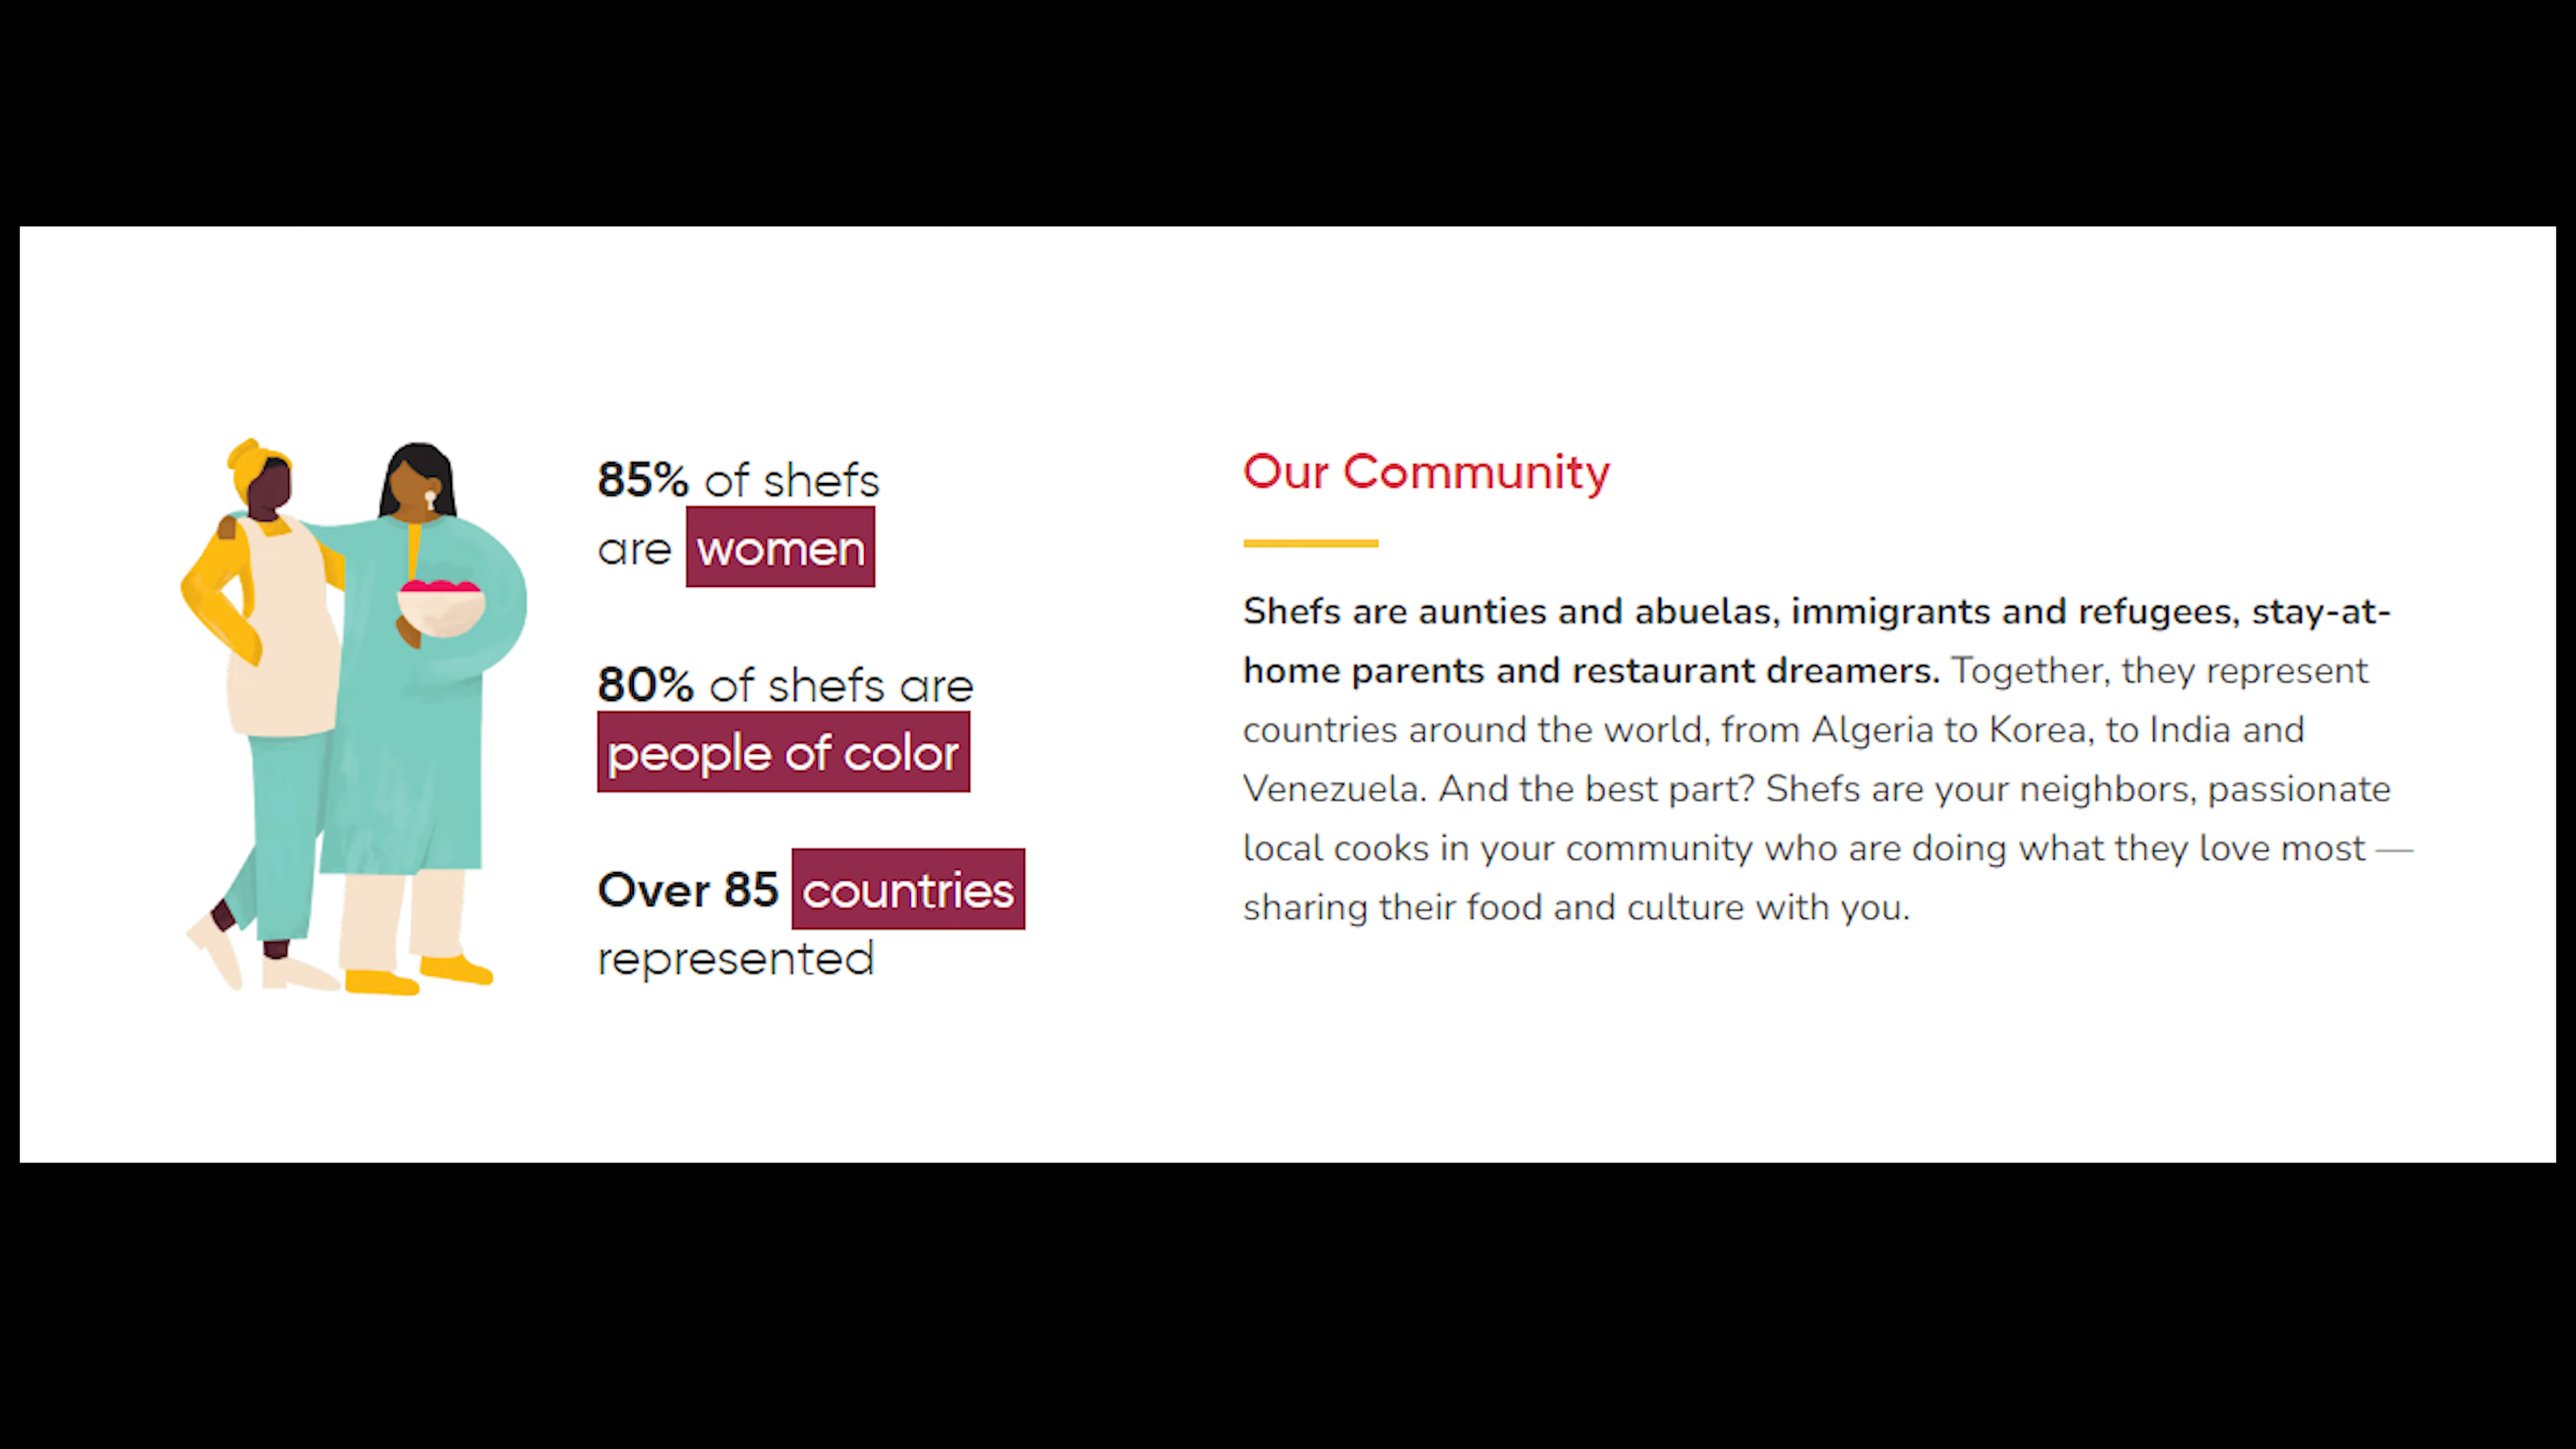 85% of shefs
are women
80% of shefs are
people of color
Over 85 countries
represented
Our Community
Shefs are aunties and abuelas, immigrants and refugees, stay-at-
home parents and restaurant dreamers. Together, they represent
countries around the world, from Algeria to Korea, to India and
Venezuela. And the best part? Shefs are your neighbors, passionate
local cooks in your community who are doing what they love most —
sharing their food and culture with you.